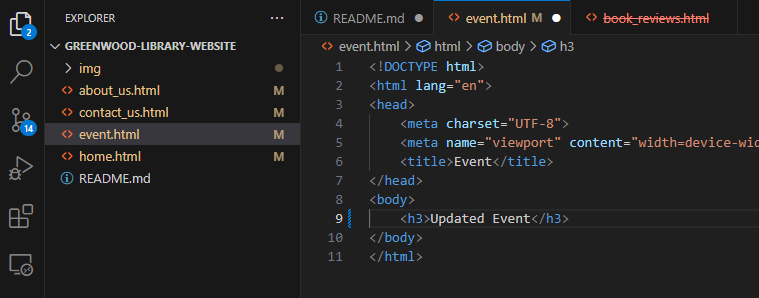 2
14
EXPLORER
GREENWOOD-LIBRARY-WEBSITE
img
about_us.html M
contact_us.html M
event.html M
home.html M
README.md
README.md
event.html M
book_reviews.html
event.html > html > body > h3
1 <!DOCTYPE html>
2 <html lang="en">
3 <head>
4 <meta charset="UTF-8">
5 <meta name="viewport" content="width=device-wid
6 <title>Event</title>
7 </head>
8 <body>
9 <h3>Updated Event</h3>
10 </body>
11 </html>